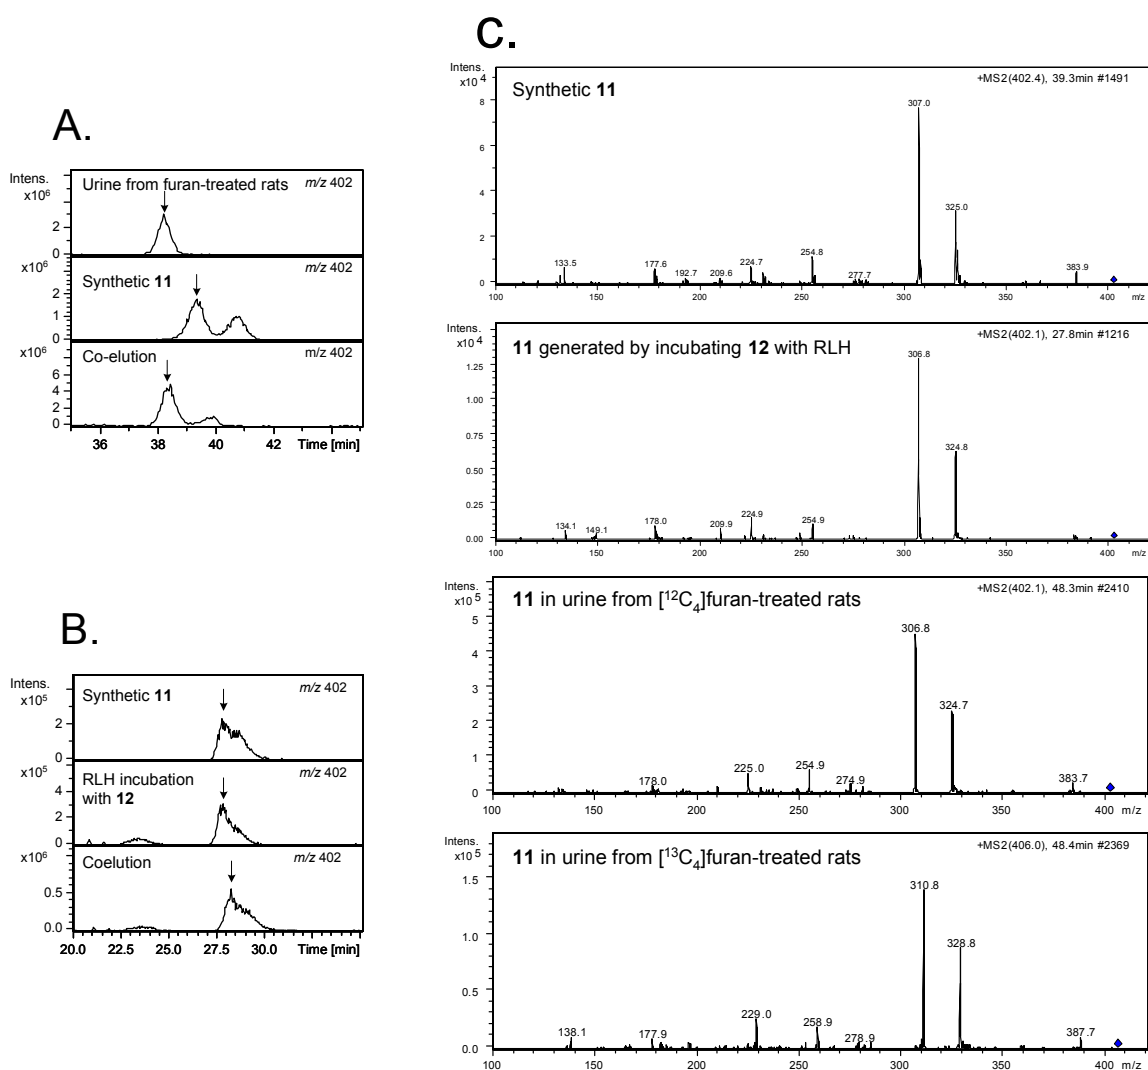 A.
Intens.
x10⁶
Urine from furan-treated rats
m/z 402
2
0
x10⁶
Synthetic 11
m/z 402
2
1
0
x10⁶
Co-elution
m/z 402
6
4
2
0
36 38 40 42 Time [min]
B.
Intens.
x10⁵
Synthetic 11
m/z 402
2
0
x10⁵
RLH incubation
with 12
m/z 402
4
2
0
x10⁶
Coelution
m/z 402
0.5
0.0
20.0 22.5 25.0 27.5 30.0 Time [min]
C.
Intens.
x10⁴
+MS2(402.4), 39.3min #1491
Synthetic 11
8
6
4
2
0
133.5 177.6 192.7 209.6 224.7 254.8 277.7 307.0 325.0 383.9
100 150 200 250 300 350 400 m/z
Intens.
x10⁴
+MS2(402.1), 27.8min #1216
11 generated by incubating 12 with RLH
1.25
1.00
0.75
0.50
0.25
0.00
134.1 149.1 178.0 209.9 224.9 254.9 306.8 324.8
100 150 200 250 300 350 400 m/z
Intens.
x10⁵
+MS2(402.1), 48.3min #2410
11 in urine from [¹²C₄]furan-treated rats
5
4
3
2
1
0
178.0 225.0 254.9 274.9 306.8 324.7 383.7
100 150 200 250 300 350 400 m/z
Intens.
x10⁵
+MS2(406.0), 48.4min #2369
11 in urine from [¹³C₄]furan-treated rats
1.5
1.0
0.5
0.0
138.1 177.9 229.0 258.9 278.9 310.8 328.8 387.7
100 150 200 250 300 350 400 m/z